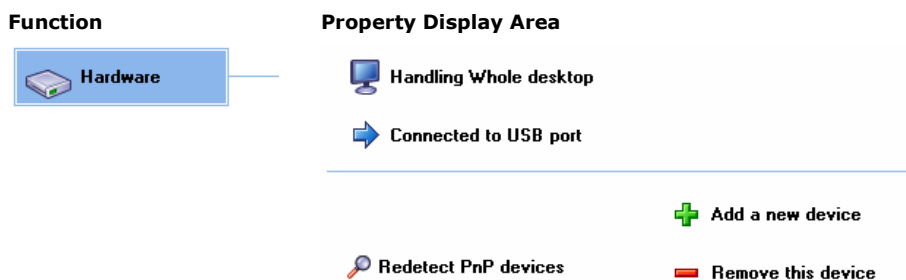 Function
Property Display Area
Hardware
Handling Whole desktop
Connected to USB port
Add a new device
Redetect PnP devices
Remove this device